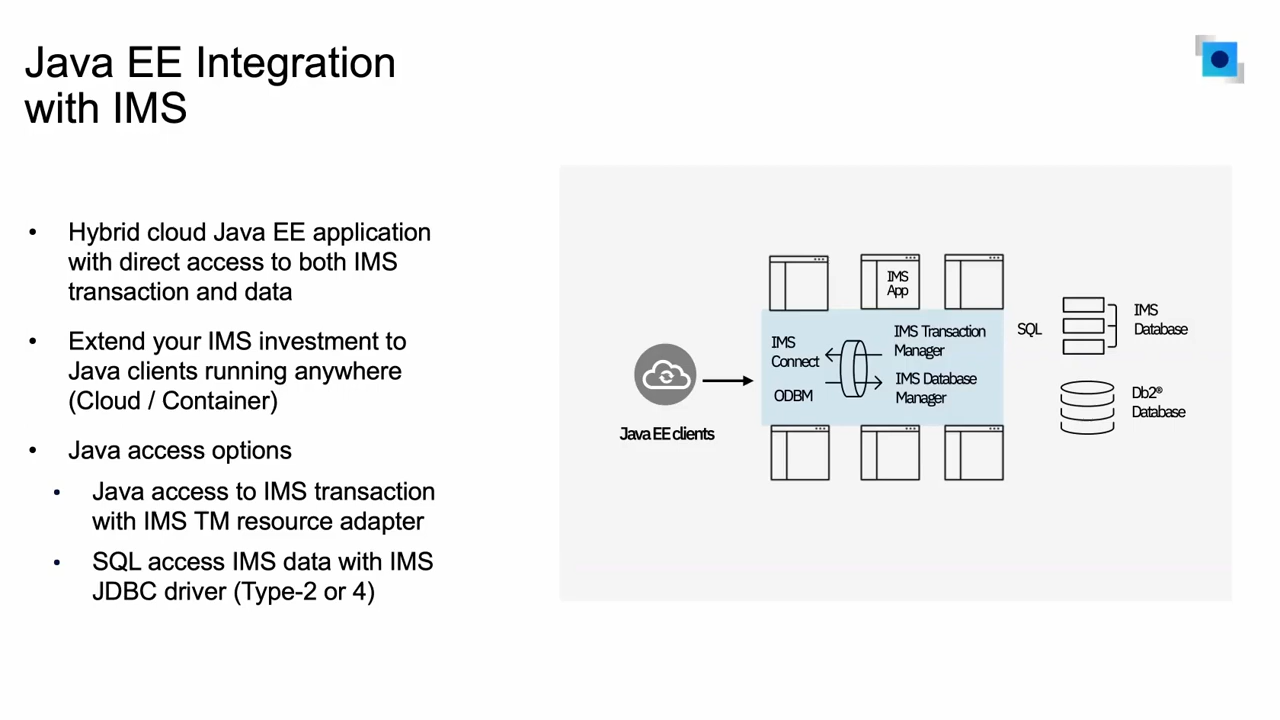 Java EE Integration
with IMS
• Hybrid cloud Java EE application
with direct access to both IMS
transaction and data
• Extend your IMS investment to
Java clients running anywhere
(Cloud / Container)
• Java access options
• Java access to IMS transaction
with IMS TM resource adapter
• SQL access IMS data with IMS
JDBC driver (Type-2 or 4)
Java EE clients
IMS
App
IMS
Connect
ODBM
IMS Transaction
Manager
IMS Database
Manager
SQL
IMS
Database
Db2®
Database